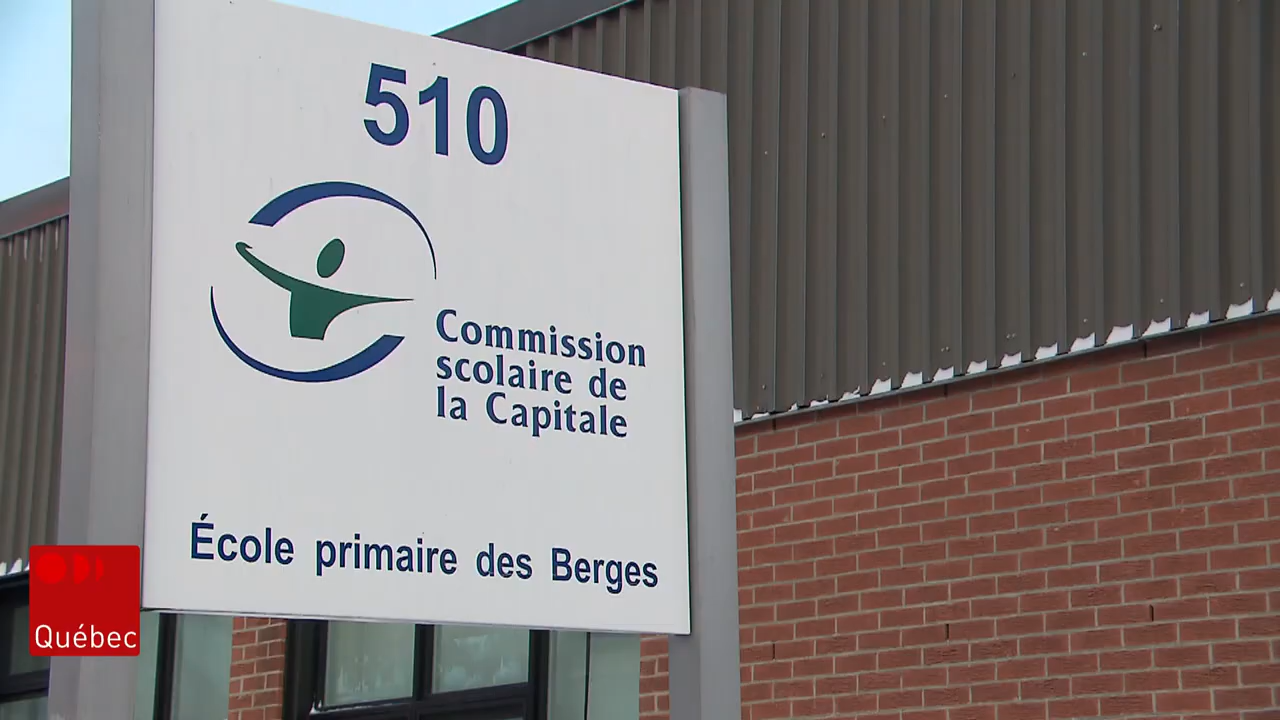 510
Commission
scolaire de
la Capitale
École primaire des Berges
Québec